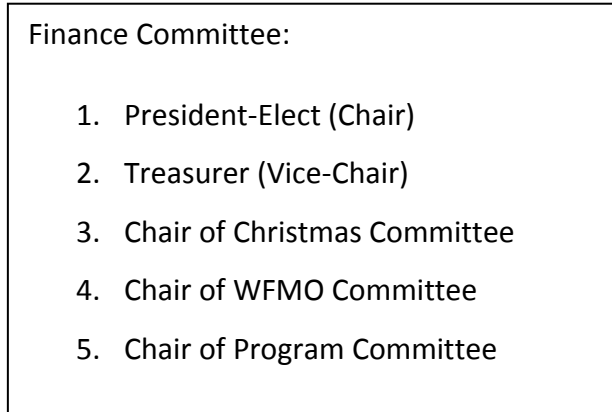 Finance Committee:
1. President-Elect (Chair)
2. Treasurer (Vice-Chair)
3. Chair of Christmas Committee
4. Chair of WFMO Committee
5. Chair of Program Committee